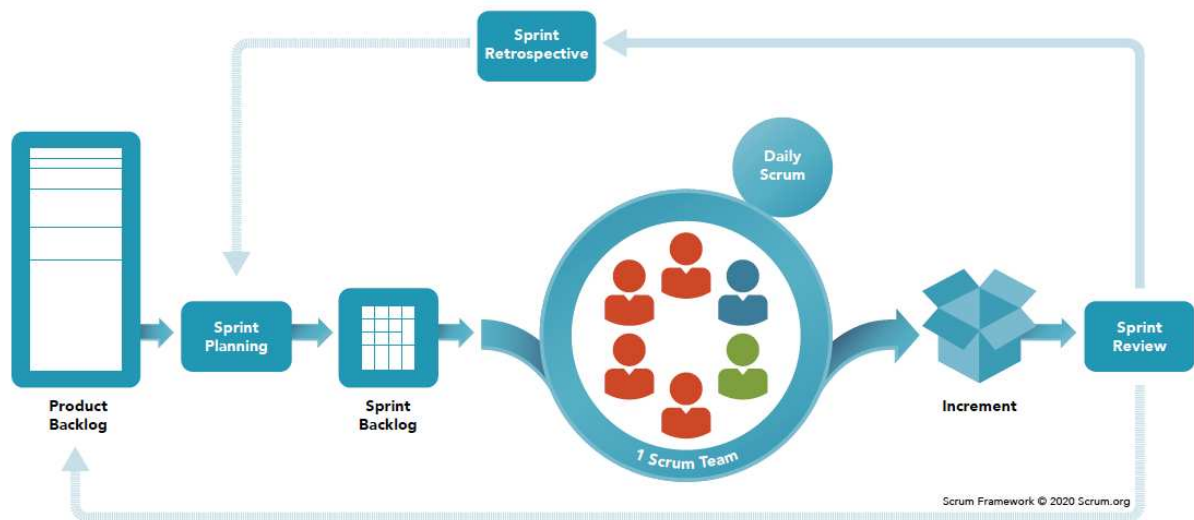 Sprint
Retrospective
Daily
Scrum
Sprint
Planning
Sprint
Review
Product
Backlog
Sprint
Backlog
1 Scrum Team
Increment
Scrum Framework © 2020 Scrum.org